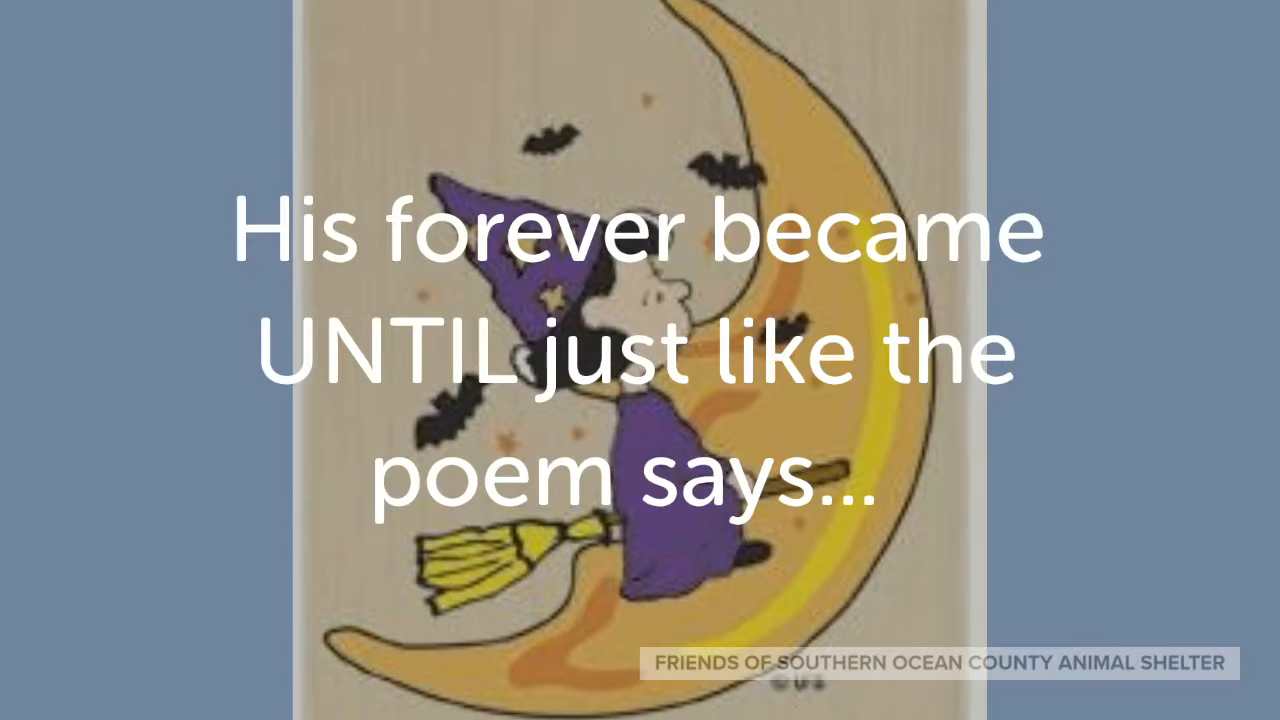 His forever became
UNTIL just like the
poem says...
FRIENDS OF SOUTHERN OCEAN COUNTY ANIMAL SHELTER